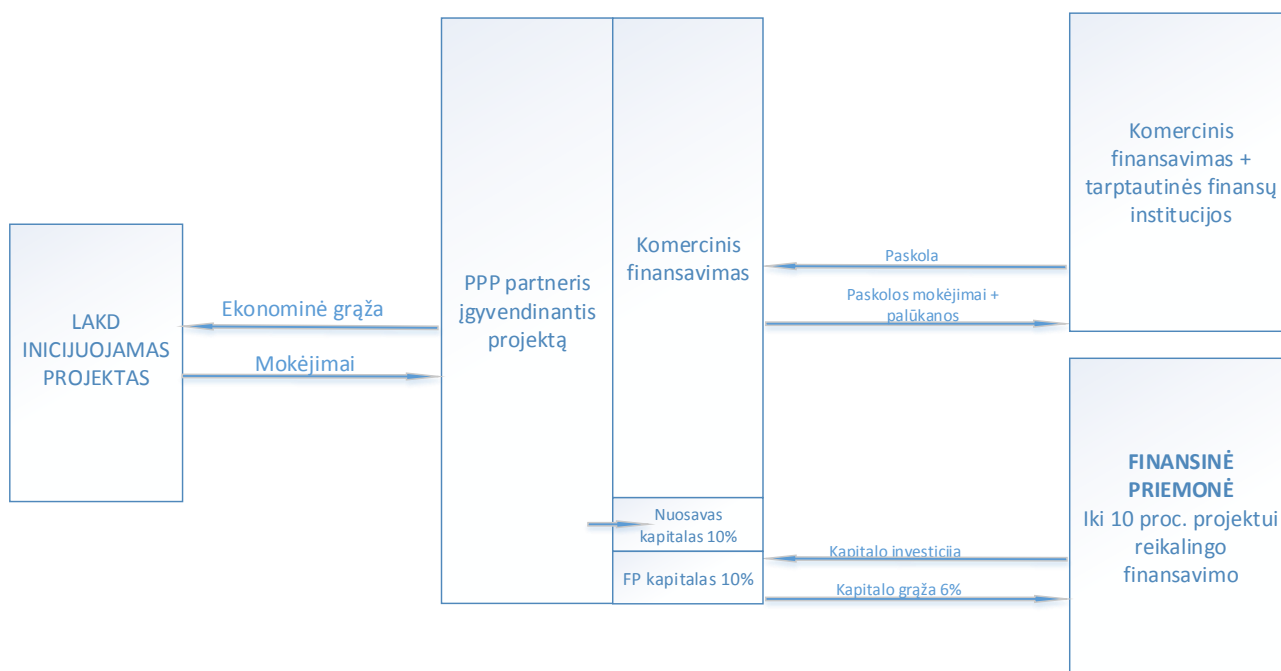 LAKD
INICIJUOJAMAS
PROJEKTAS
Ekonominė grąža
Mokėjimai
PPP partneris
įgyvendinantis
projektą
Komercinis
finansavimas
Nuosavas
kapitalas 10%
FP kapitalas 10%
Paskola
Paskolos mokėjimai +
palūkanos
Kapitalo investicija
Kapitalo grąža 6%
Komercinis
finansavimas +
tarptautinės finansų
institucijos
FINANSINĖ
PRIEMONĖ
Iki 10 proc. projektui
reikalingo
finansavimo